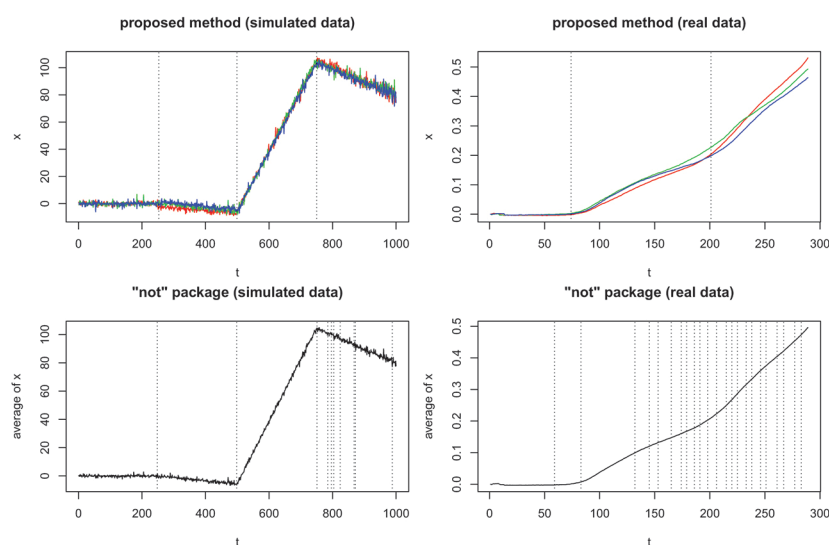 proposed method (simulated data)
x
100
80
60
40
20
0
0 200 400 600 800 1000
t
proposed method (real data)
x
0.5
0.4
0.3
0.2
0.1
0.0
0 50 100 150 200 250 300
t
"not" package (simulated data)
average of x
100
80
60
40
20
0
0 200 400 600 800 1000
t
"not" package (real data)
average of x
0.5
0.4
0.3
0.2
0.1
0.0
0 50 100 150 200 250 300
t